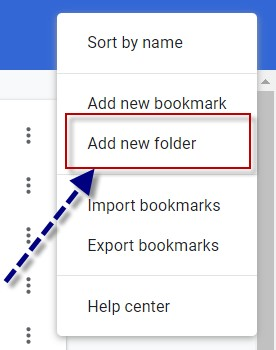 Sort by name
Add new bookmark
Add new folder
Import bookmarks
Export bookmarks
Help center